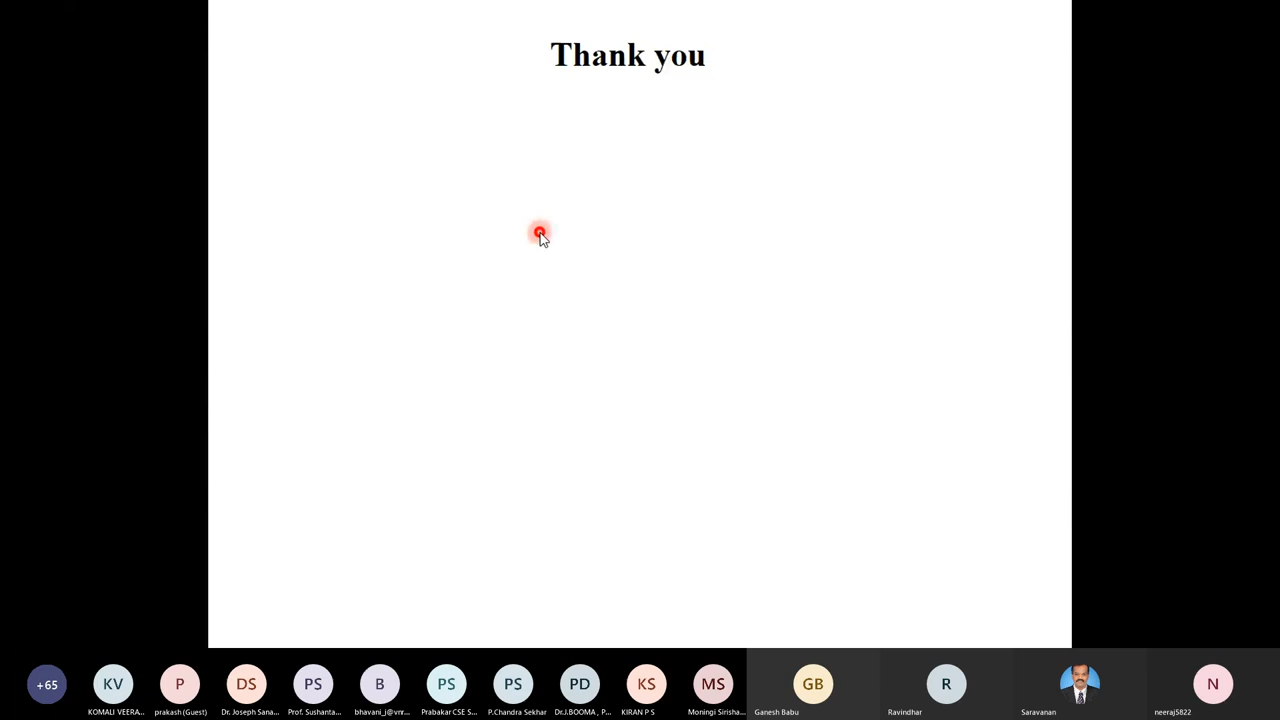 Thank you
+65
KV
P
DS
PS
B
PS
PS
PD
KS
MS
GB
R
N
KOMALI VEERA...
prakash (Guest)
Dr. Joseph Sana...
Prof. Sushanta...
bhavani_j@vnr...
Prabakar CSE S...
P.Chandra Sekhar
Dr.J.BOOMA , P...
KIRAN P S
Moningi Sirisha...
Ganesh Babu
Ravindhar
Saravanan
neeraj5822